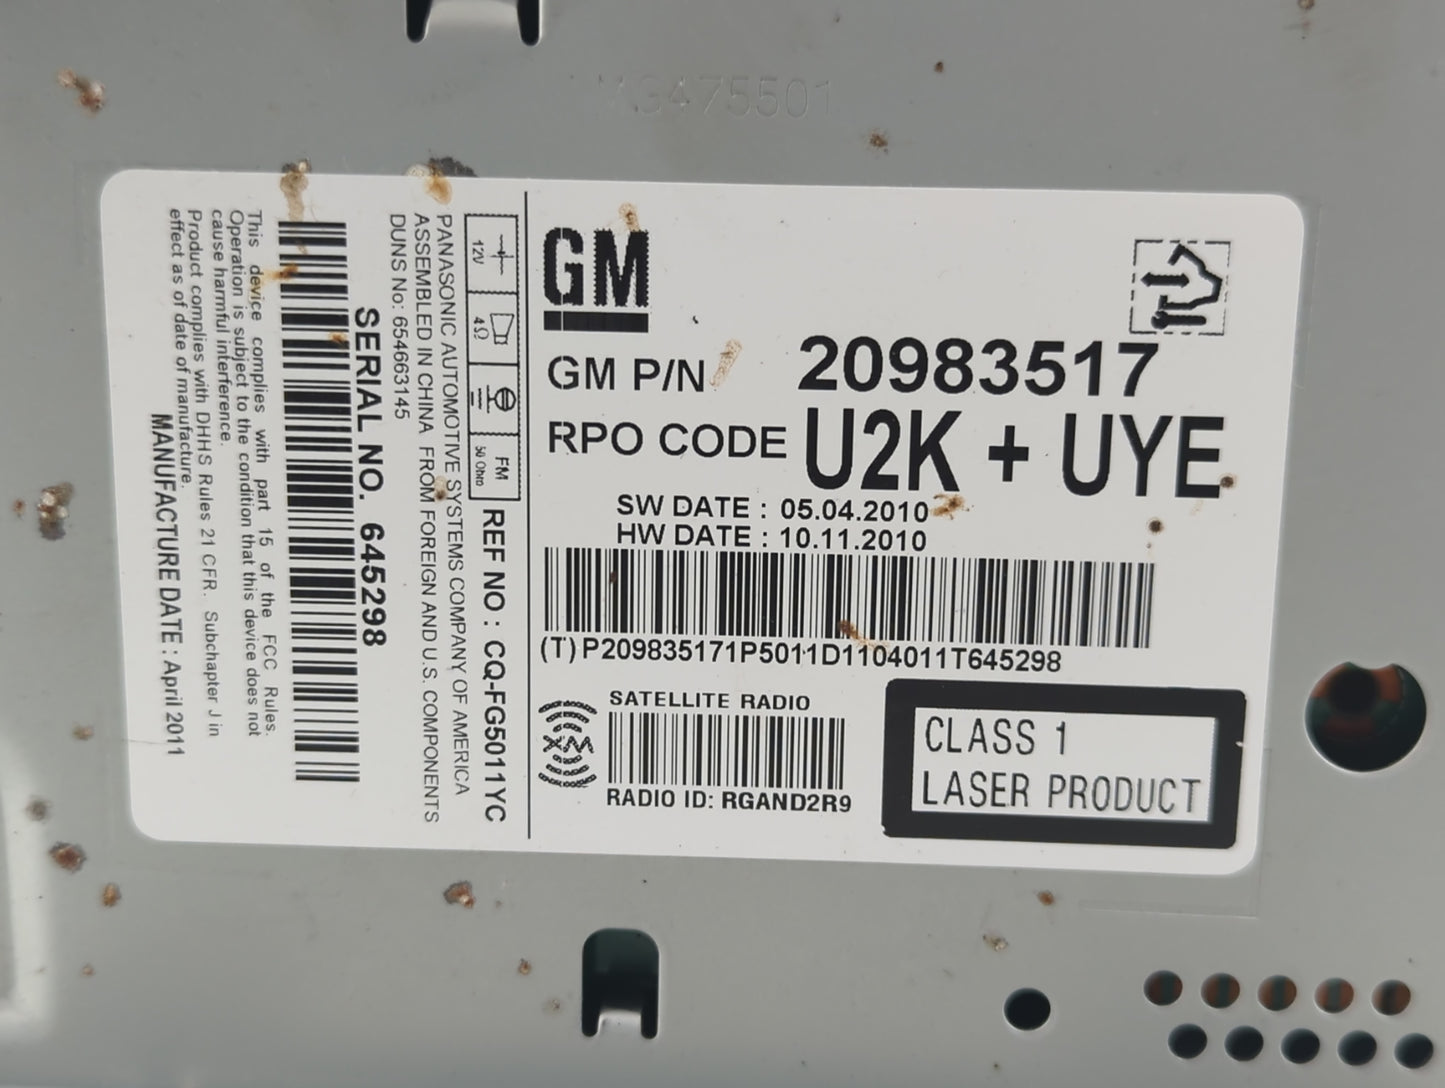 MG475501
GM
GM P/N 20983517
RPO CODE U2K + UYE
SW DATE : 05.04.2010
HW DATE : 10.11.2010
(T) P209835171P5011D1104011T645298
SATELLITE RADIO
XM
RADIO ID: RGAND2R9
CLASS 1
LASER PRODUCT
12V
4Ω
FM
50 Ohm
REF NO : CQ-FG5011YC
PANASONIC AUTOMOTIVE SYSTEMS COMPANY OF AMERICA
ASSEMBLED IN CHINA FROM FOREIGN AND U.S. COMPONENTS
DUNS No: 654663145
SERIAL NO. 645298
This device complies with part 15 of the FCC Rules.
Operation is subject to the condition that this device does not
cause harmful interference.
Product complies with DHHS Rules 21 CFR. Subchapter J in
effect as of date of manufacture.
MANUFACTURE DATE : April 2011